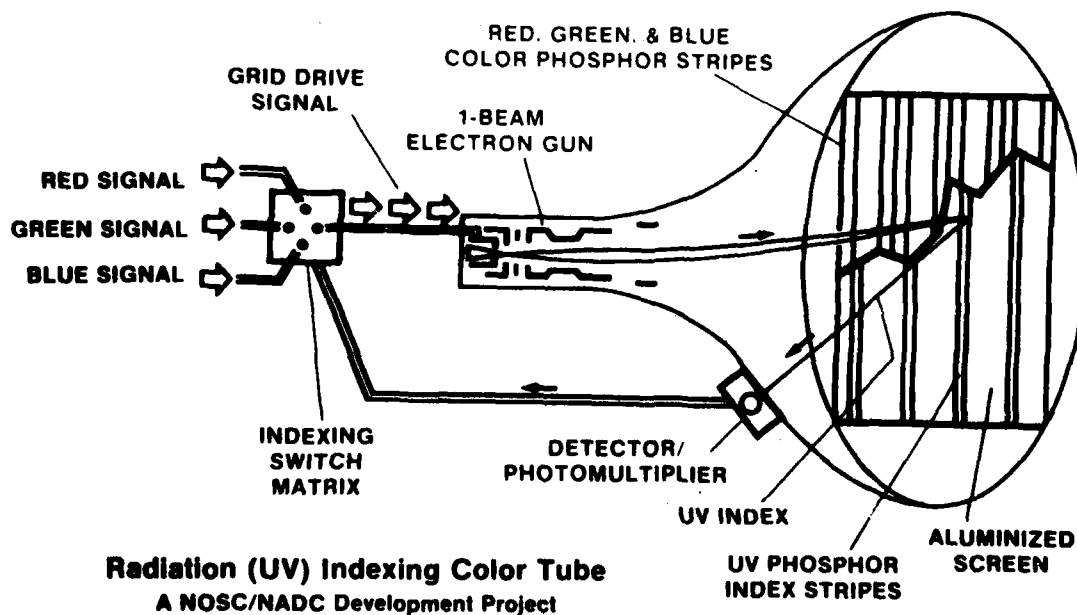 RED, GREEN, & BLUE
COLOR PHOSPHOR STRIPES
GRID DRIVE
SIGNAL
1-BEAM
ELECTRON GUN
RED SIGNAL
GREEN SIGNAL
BLUE SIGNAL
INDEXING
SWITCH
MATRIX
DETECTOR/
PHOTOMULTIPLIER
UV INDEX
UV PHOSPHOR
INDEX STRIPES
ALUMINIZED
SCREEN
Radiation (UV) Indexing Color Tube
A NOSC/NADC Development Project